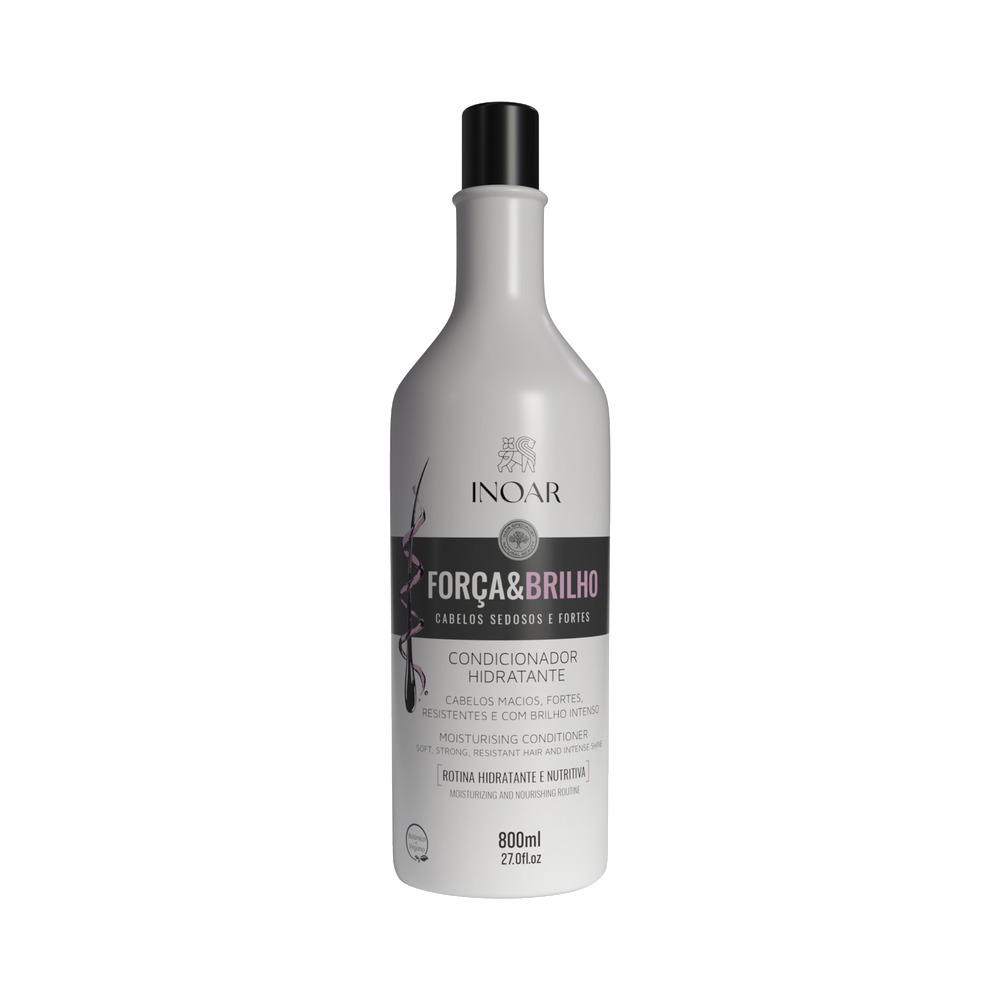 INOAR
FORÇA&BRILHO
CABELOS SEDOSOS E FORTES
CONDICIONADOR
HIDRATANTE
CABELOS MACIOS, FORTES,
RESISTENTES E COM BRILHO INTENSO
MOISTURISING CONDITIONER
SOFT, STRONG, RESISTANT HAIR AND INTENSE SHINE
[ROTINA HIDRATANTE E NUTRITIVA]
MOISTURIZING AND NOURISHING ROUTINE
800ml
27.0fl.oz